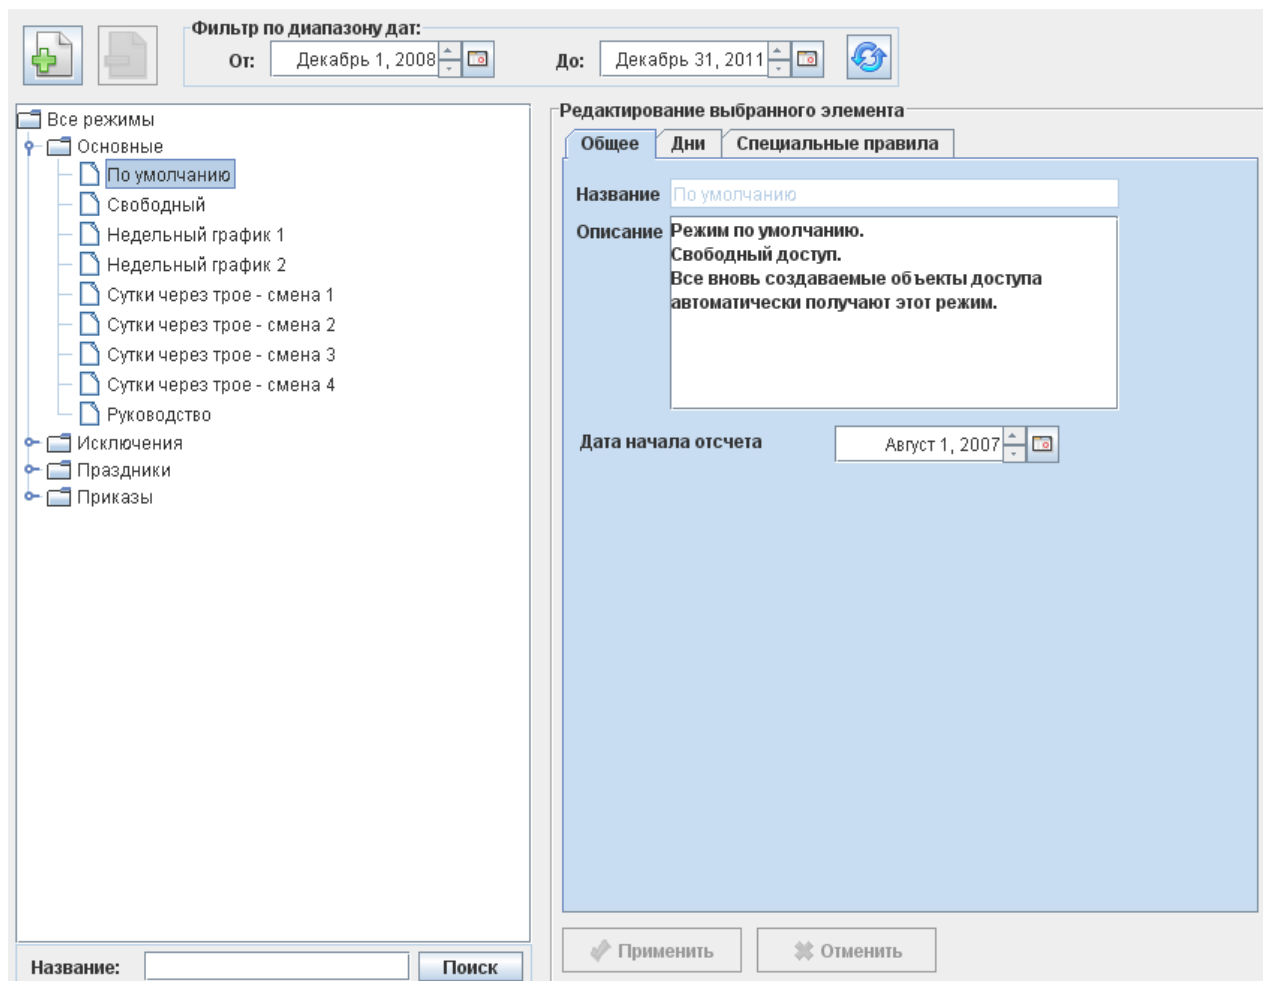 Фильтр по диапазону дат:
От: Декабрь 1, 2008 До: Декабрь 31, 2011
Все режимы
Основные
По умолчанию
Свободный
Недельный график 1
Недельный график 2
Сутки через трое - смена 1
Сутки через трое - смена 2
Сутки через трое - смена 3
Сутки через трое - смена 4
Руководство
Исключения
Праздники
Приказы
Название: Поиск
Редактирование выбранного элемента
Общее Дни Специальные правила
Название По умолчанию
Описание Режим по умолчанию.
Свободный доступ.
Все вновь создаваемые объекты доступа
автоматически получают этот режим.
Дата начала отсчета Август 1, 2007
Применить Отменить